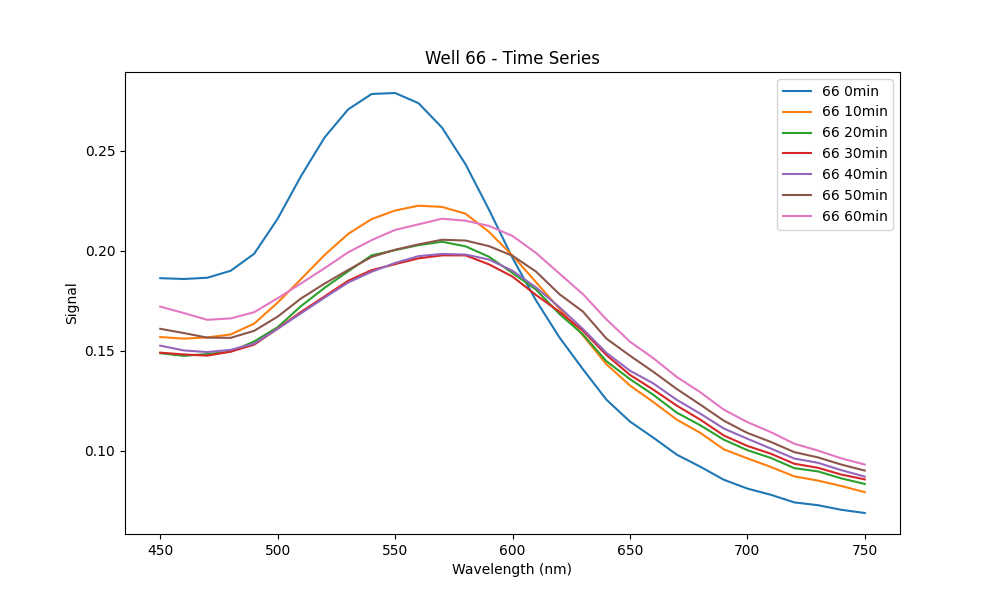 Well 66 - Time Series
66 0min
66 10min
66 20min
66 30min
66 40min
66 50min
66 60min
0.25
0.20
0.15
0.10
Signal
450 500 550 600 650 700 750
Wavelength (nm)